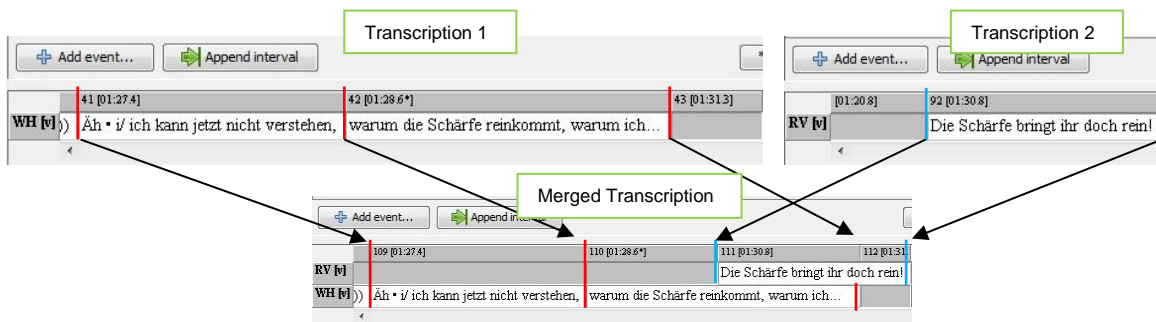 Transcription 1
Add event... Append interval
41 [01:27.4] 42 [01:28.6*] 43 [01:31.3]
WH [v] )) Äh • i/ ich kann jetzt nicht verstehen, warum die Schärfe reinkommt, warum ich...
Transcription 2
Add event... Append interval
[01:20.8] 92 [01:30.8]
RV [v] Die Schärfe bringt ihr doch rein!
Merged Transcription
Add event... Append
109 [01:27.4] 110 [01:28.6*] 111 [01:30.8] 112 [01:31.
RV [v] Die Schärfe bringt ihr doch rein!
WH [v] )) Äh • i/ ich kann jetzt nicht verstehen, warum die Schärfe reinkommt, warum ich...